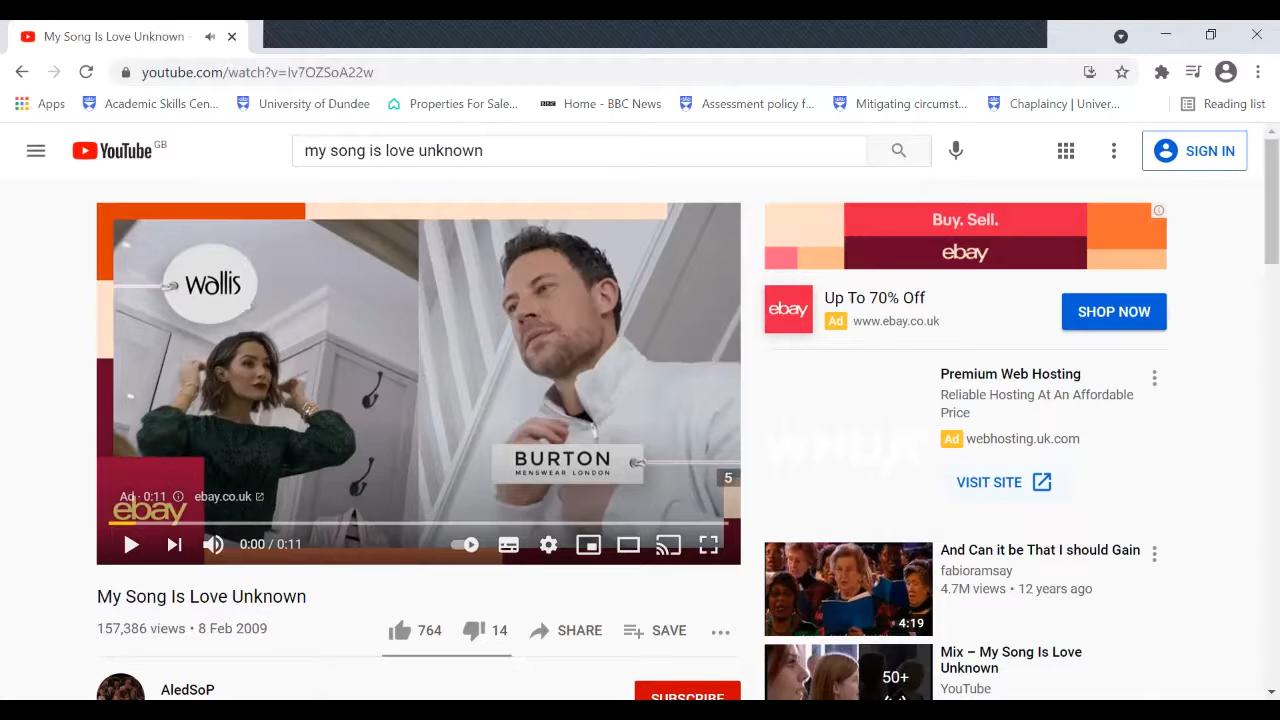 My Song Is Love Unknown -
youtube.com/watch?v=Iv7OZSoA22w
Apps
Academic Skills Cen...
University of Dundee
Properties For Sale...
BBC
Home - BBC News
Assessment policy f...
Mitigating circumst...
Chaplaincy | Univer...
Reading list
YouTube GB
my song is love unknown
SIGN IN
wallis
BURTON
MENSWEAR LONDON
5
Ad · 0:11
ebay.co.uk
ebay
0:00 / 0:11
Buy. Sell.
ebay
ebay
Up To 70% Off
Ad www.ebay.co.uk
SHOP NOW
Premium Web Hosting
Reliable Hosting At An Affordable
Price
Ad webhosting.uk.com
VISIT SITE
My Song Is Love Unknown
157,386 views • 8 Feb 2009
764
14
SHARE
SAVE
AledSoP
SUBSCRIBE
4:19
And Can it be That I should Gain
fabioramsay
4.7M views • 12 years ago
50+
Mix – My Song Is Love
Unknown
YouTube